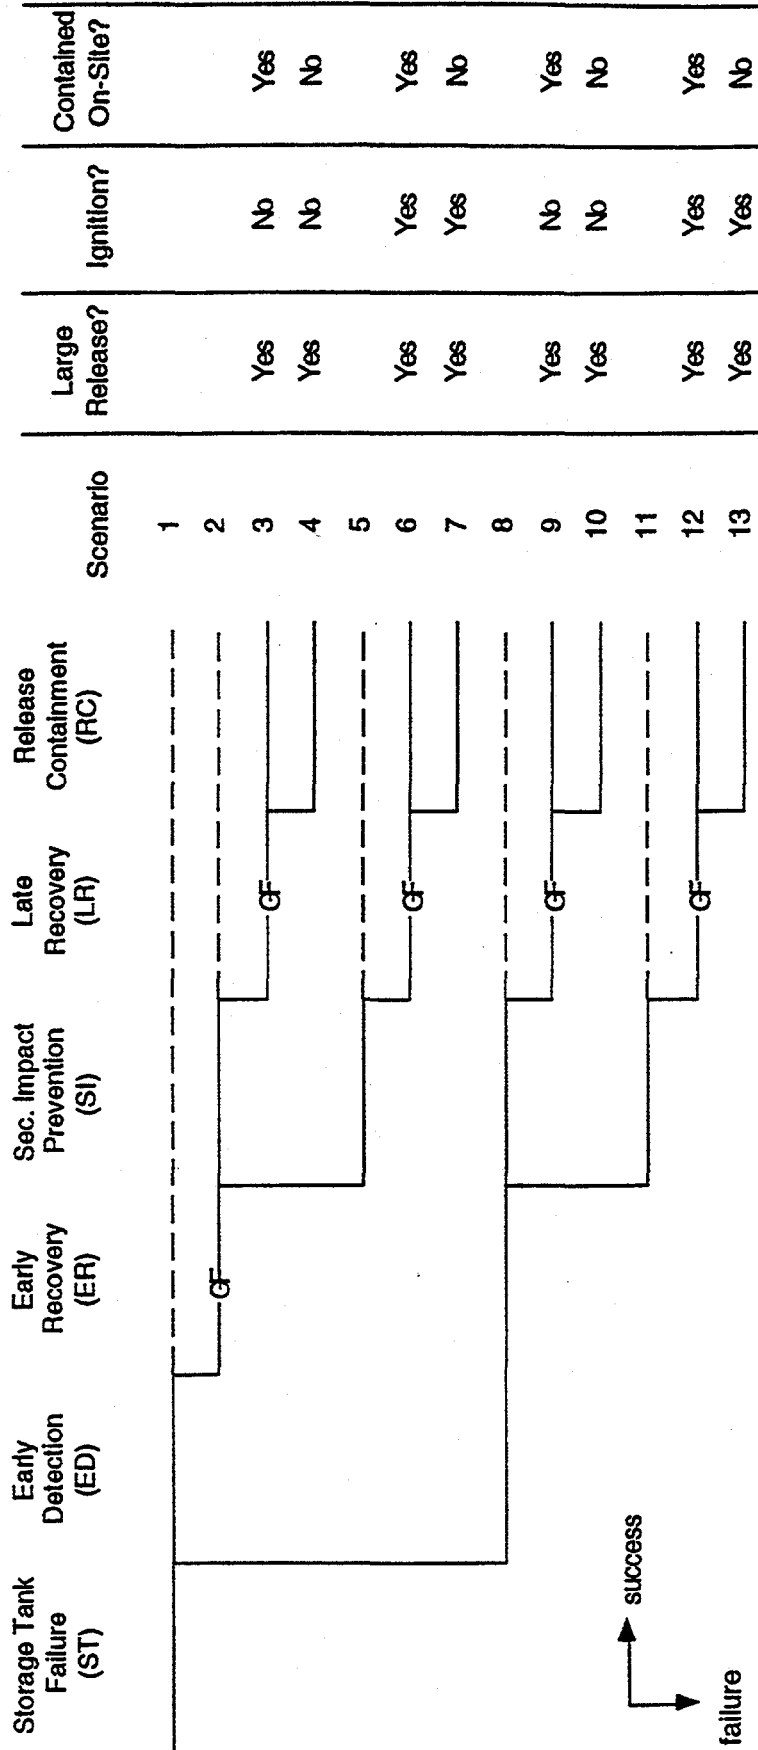 Storage Tank
Failure
(ST)
Early
Detection
(ED)
Early
Recovery
(ER)
Sec. Impact
Prevention
(SI)
Late
Recovery
(LR)
Release
Containment
(RC)
Scenario
Large
Release?
Ignition?
Contained
On-Site?
1
2
GF
3 Yes No Yes
GF
4 Yes No No
5
6 Yes Yes Yes
GF
7 Yes Yes No
8
9 Yes No Yes
GF
10 Yes No No
11
12 Yes Yes Yes
GF
13 Yes Yes No
success
failure